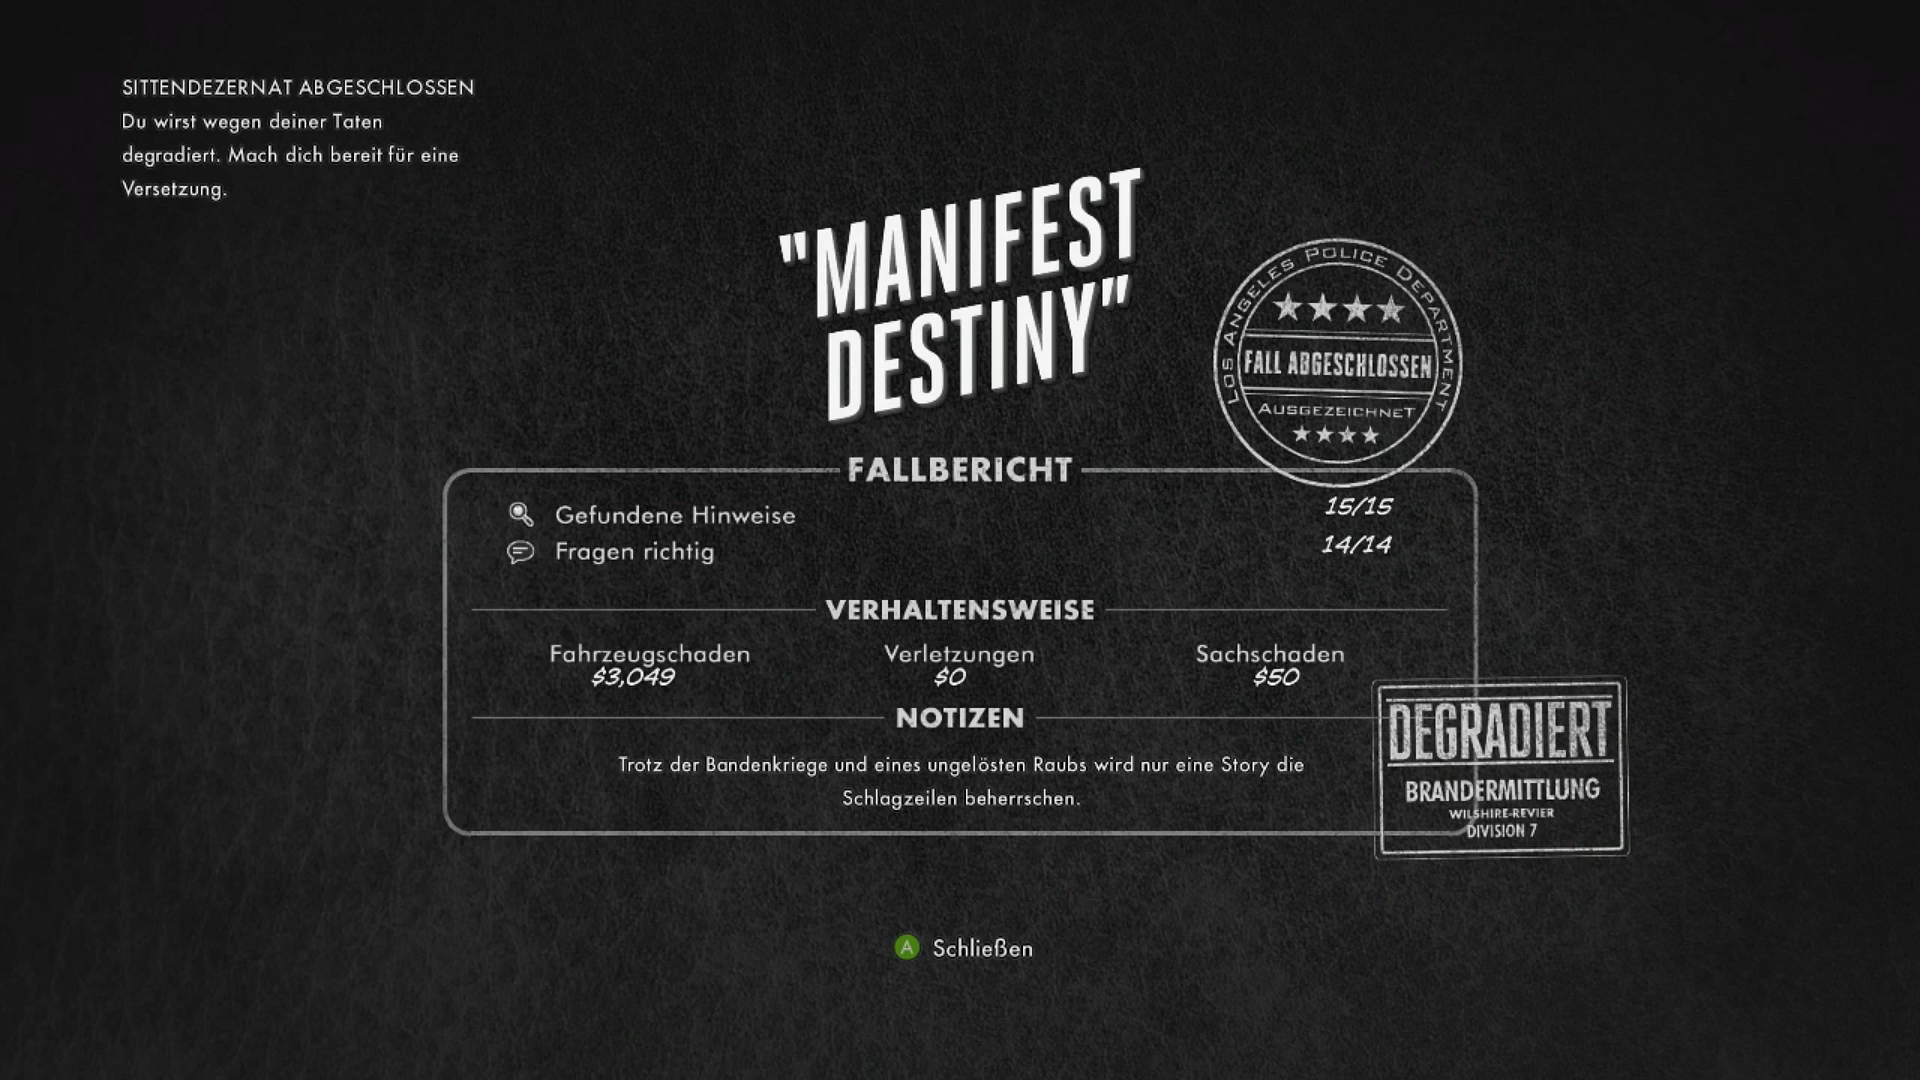 SITTENDEZERNAT ABGESCHLOSSEN
Du wirst wegen deiner Taten
degradiert. Mach dich bereit für eine
Versetzung.
"MANIFEST
DESTINY"
LOS ANGELES POLICE DEPARTMENT
FALL ABGESCHLOSSEN
AUSGEZEICHNET
FALLBERICHT
Gefundene Hinweise 15/15
Fragen richtig 14/14
VERHALTENSWEISE
Fahrzeugschaden Verletzungen Sachschaden
$3,049 $0 $50
NOTIZEN
Trotz der Bandenkriege und eines ungelösten Raubs wird nur eine Story die
Schlagzeilen beherrschen.
DEGRADIERT
BRANDERMITTLUNG
WILSHIRE-REVIER
DIVISION 7
A Schließen